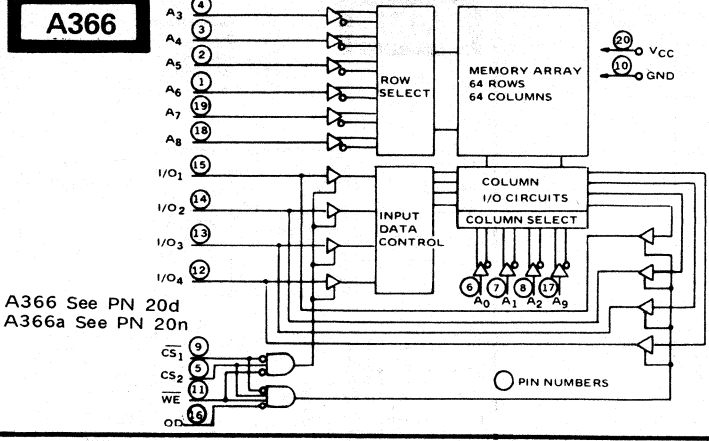 A366
A3 4
A4 3
A5 2
A6 1
A7 19
A8 18
ROW
SELECT
MEMORY ARRAY
64 ROWS
64 COLUMNS
20 VCC
10 GND
I/O1 15
I/O2 14
I/O3 13
I/O4 12
INPUT
DATA
CONTROL
COLUMN
I/O CIRCUITS
COLUMN SELECT
6 7 8 17
A0 A1 A2 A9
A366 See PN 20d
A366a See PN 20n
CS1 9
CS2 5
WE 11
OD 16
PIN NUMBERS